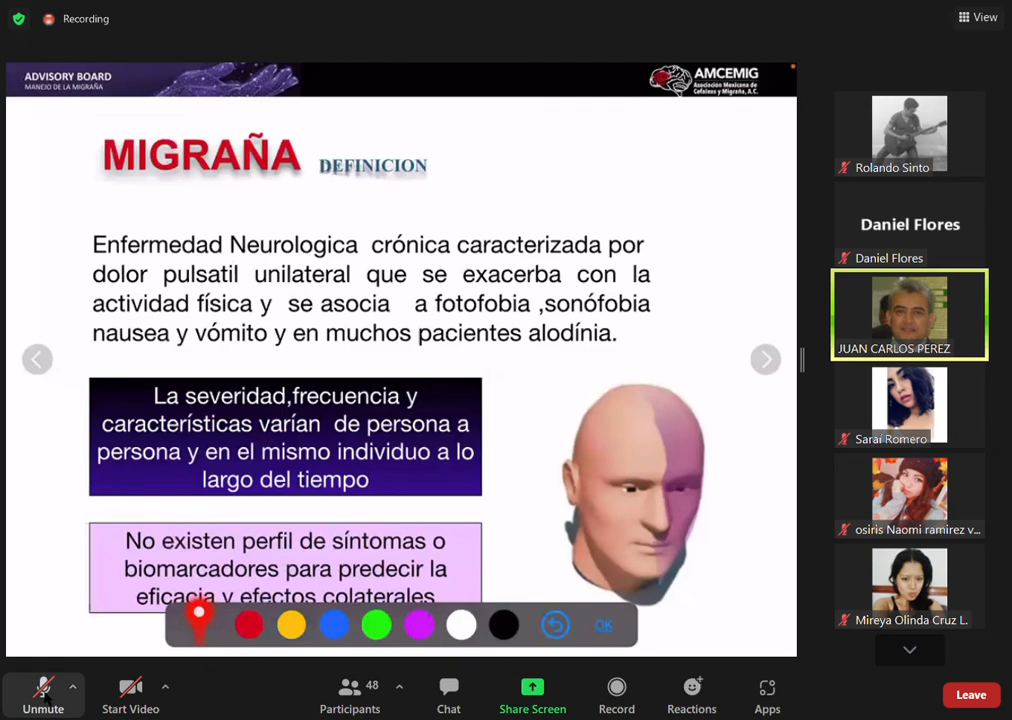 Recording
View
ADVISORY BOARD
MANEJO DE LA MIGRAÑA
AMCEMIG
Asociación Mexicana de
Cefaleas y Migraña, A.C.
MIGRAÑA DEFINICION
Enfermedad Neurologica crónica caracterizada por
dolor pulsatil unilateral que se exacerba con la
actividad física y se asocia a fotofobia ,sonófobia
nausea y vómito y en muchos pacientes alodínia.
La severidad,frecuencia y
características varían de persona a
persona y en el mismo individuo a lo
largo del tiempo
No existen perfil de síntomas o
biomarcadores para predecir la
eficacia y efectos colaterales
OK
Rolando Sinto
Daniel Flores
Daniel Flores
JUAN CARLOS PEREZ
Saraí Romero
osiris Naomi ramirez v...
Mireya Olinda Cruz L.
Unmute
Start Video
48
Participants
Chat
Share Screen
Record
Reactions
Apps
Leave